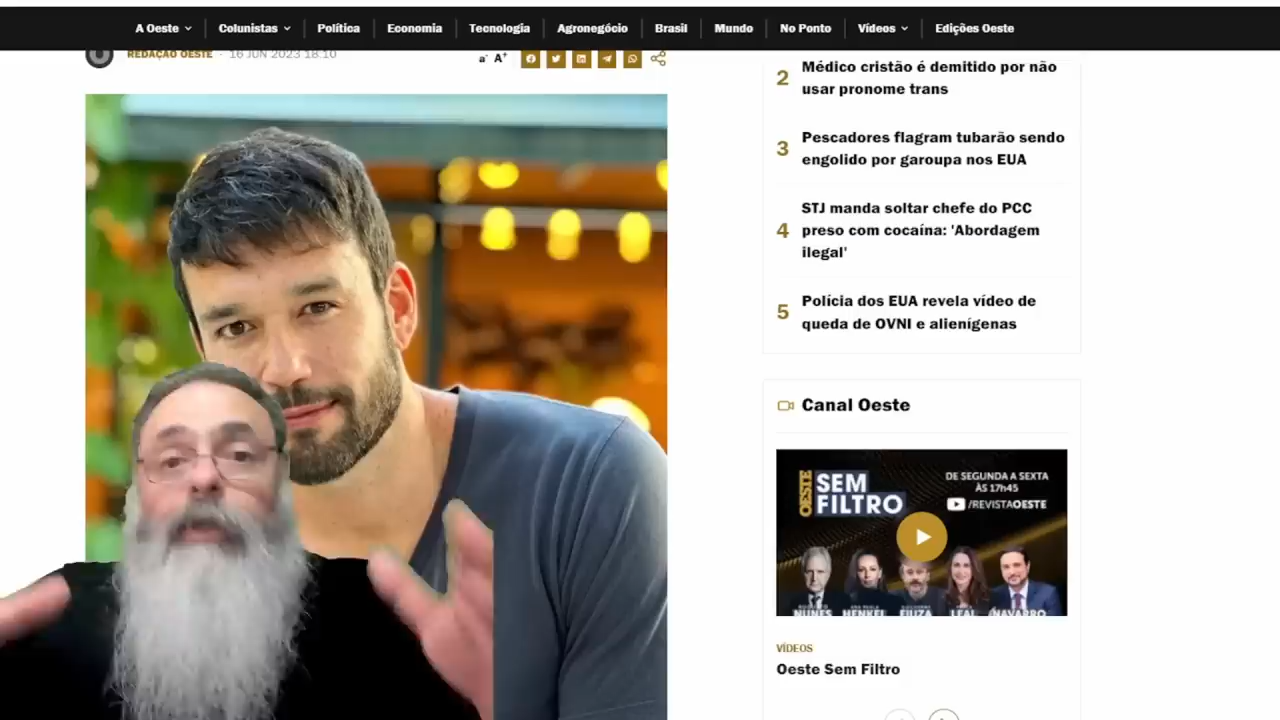 A Oeste
Colunistas
Política
Economia
Tecnologia
Agronegócio
Brasil
Mundo
No Ponto
Vídeos
Edições Oeste
REDAÇÃO OESTE - 16 JUN 2023 18:10
a- A+
2 Médico cristão é demitido por não
usar pronome trans
3 Pescadores flagram tubarão sendo
engolido por garoupa nos EUA
4 STJ manda soltar chefe do PCC
preso com cocaína: 'Abordagem
ilegal'
5 Polícia dos EUA revela vídeo de
queda de OVNI e alienígenas
Canal Oeste
OESTE
SEM
FILTRO
DE SEGUNDA A SEXTA
ÀS 17h45
/REVISTAOESTE
NUNES
HENKEL
FIUZA
LEAL
NAVARRO
VÍDEOS
Oeste Sem Filtro